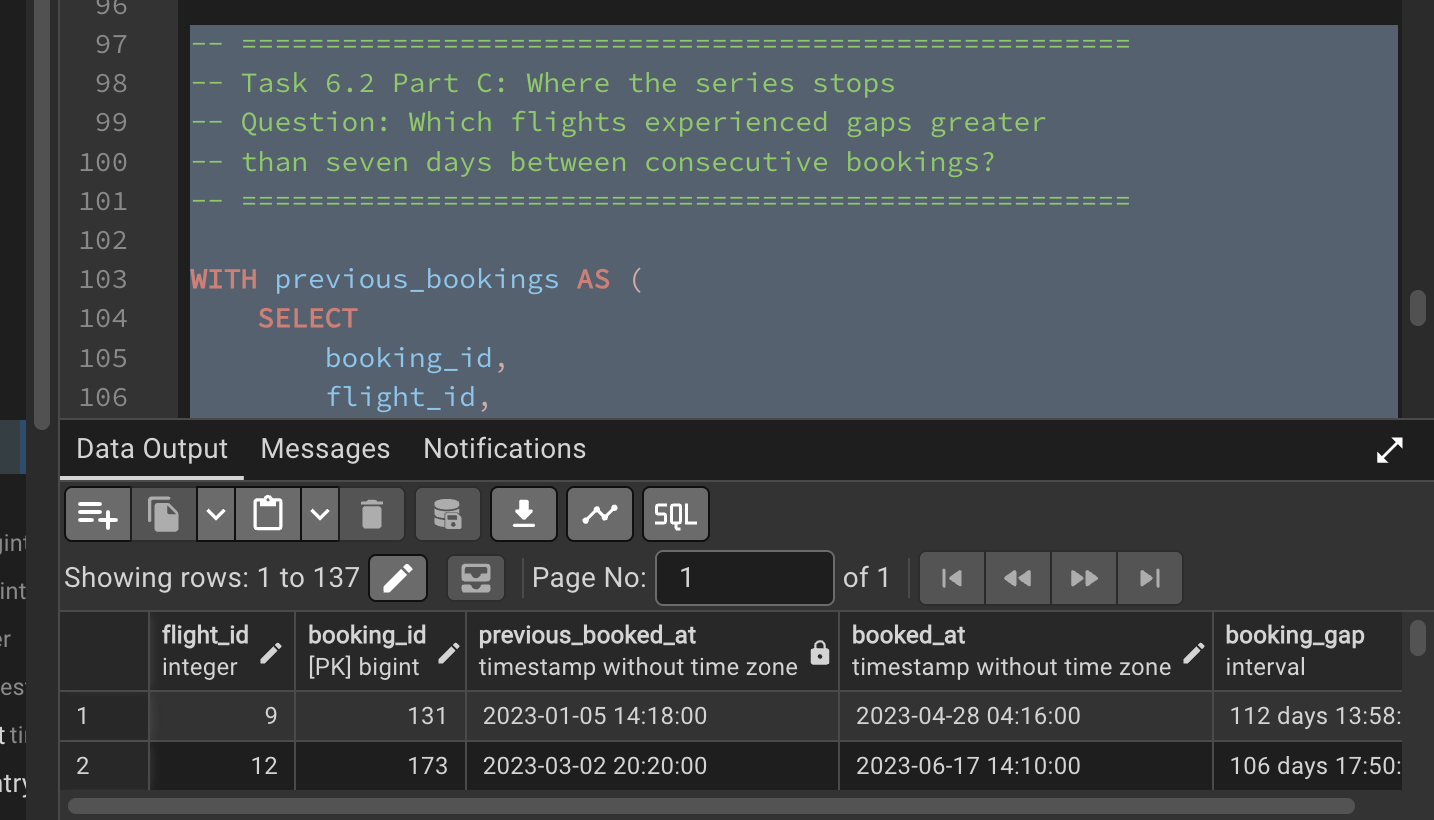 96
97 -- =====================================================
98 -- Task 6.2 Part C: Where the series stops
99 -- Question: Which flights experienced gaps greater
100 -- than seven days between consecutive bookings?
101 -- =====================================================
102
103 WITH previous_bookings AS (
104 SELECT
105 booking_id,
106 flight_id,
Data Output Messages Notifications
SQL
Showing rows: 1 to 137 Page No: 1 of 1
flight_id booking_id previous_booked_at booked_at booking_gap
integer [PK] bigint timestamp without time zone timestamp without time zone interval
1 9 131 2023-01-05 14:18:00 2023-04-28 04:16:00 112 days 13:58:
2 12 173 2023-03-02 20:20:00 2023-06-17 14:10:00 106 days 17:50: